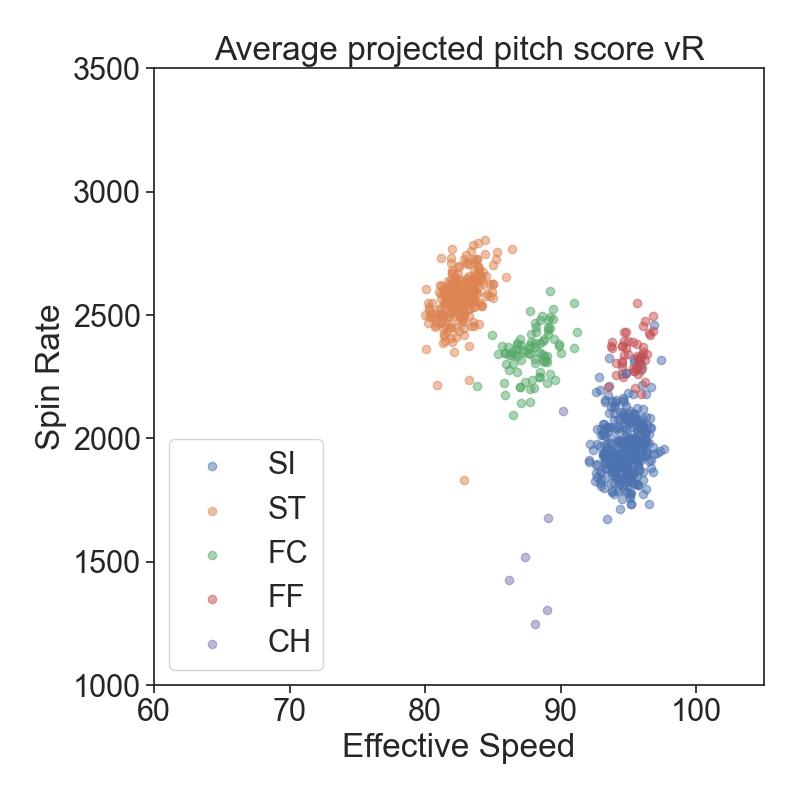 Average projected pitch score vR
3500
3000
2500
2000
1500
1000
Spin Rate
SI
ST
FC
FF
CH
60 70 80 90 100
Effective Speed